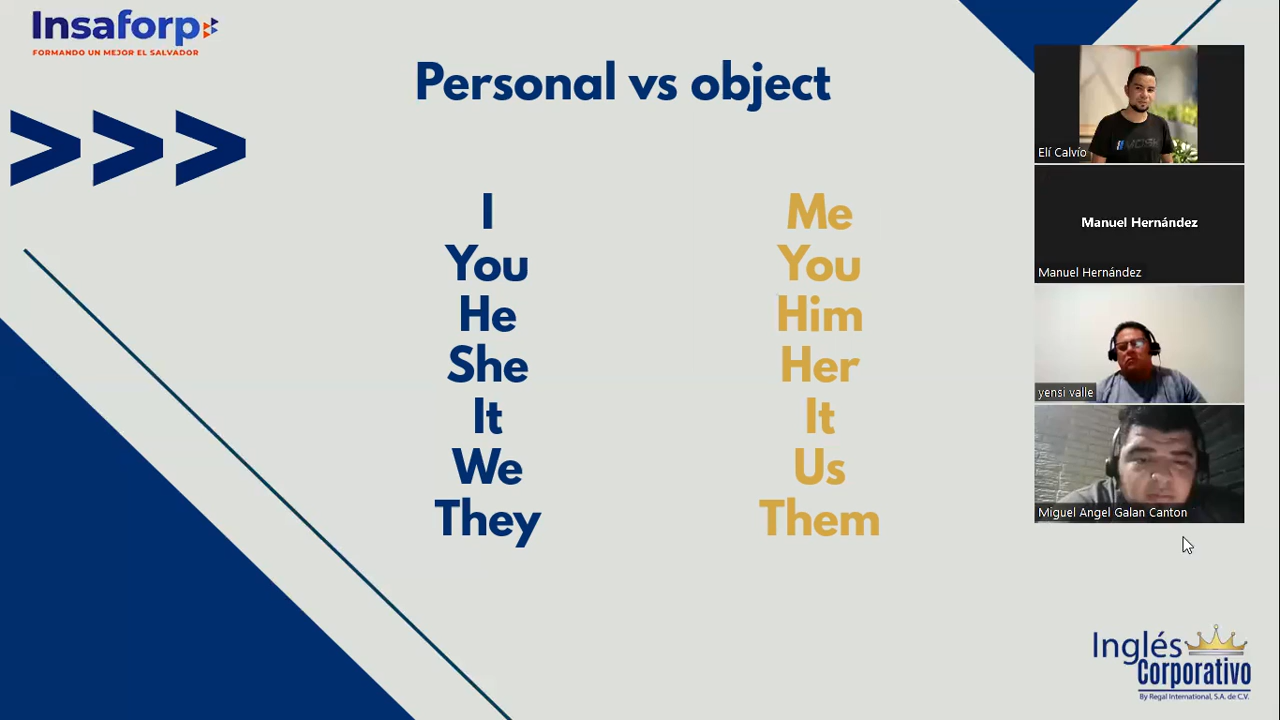 Insaforp
FORMANDO UN MEJOR EL SALVADOR
Personal vs object
>>>
I Me
You You
He Him
She Her
It It
We Us
They Them
Elí Calvío
Manuel Hernández
Manuel Hernández
yensi valle
Miguel Angel Galan Canton
Inglés
Corporativo
By Regal International, S.A. de C.V.